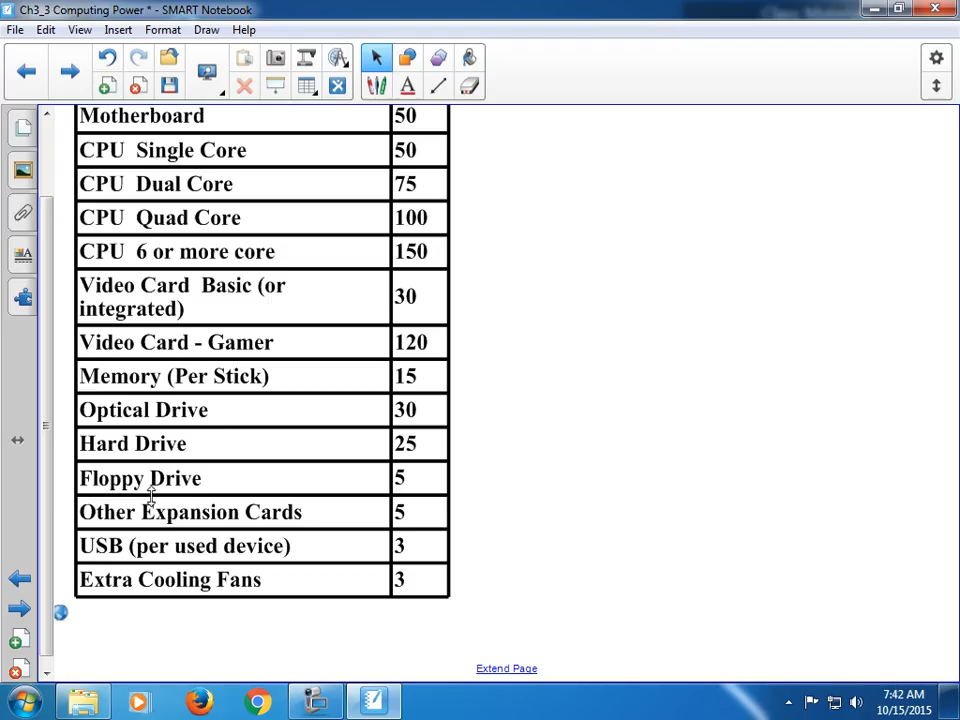 Ch3_3 Computing Power * - SMART Notebook
File Edit View Insert Format Draw Help
Motherboard 50
CPU Single Core 50
CPU Dual Core 75
CPU Quad Core 100
CPU 6 or more core 150
Video Card Basic (or
integrated) 30
Video Card - Gamer 120
Memory (Per Stick) 15
Optical Drive 30
Hard Drive 25
Floppy Drive 5
Other Expansion Cards 5
USB (per used device) 3
Extra Cooling Fans 3
Extend Page
7:42 AM
10/15/2015